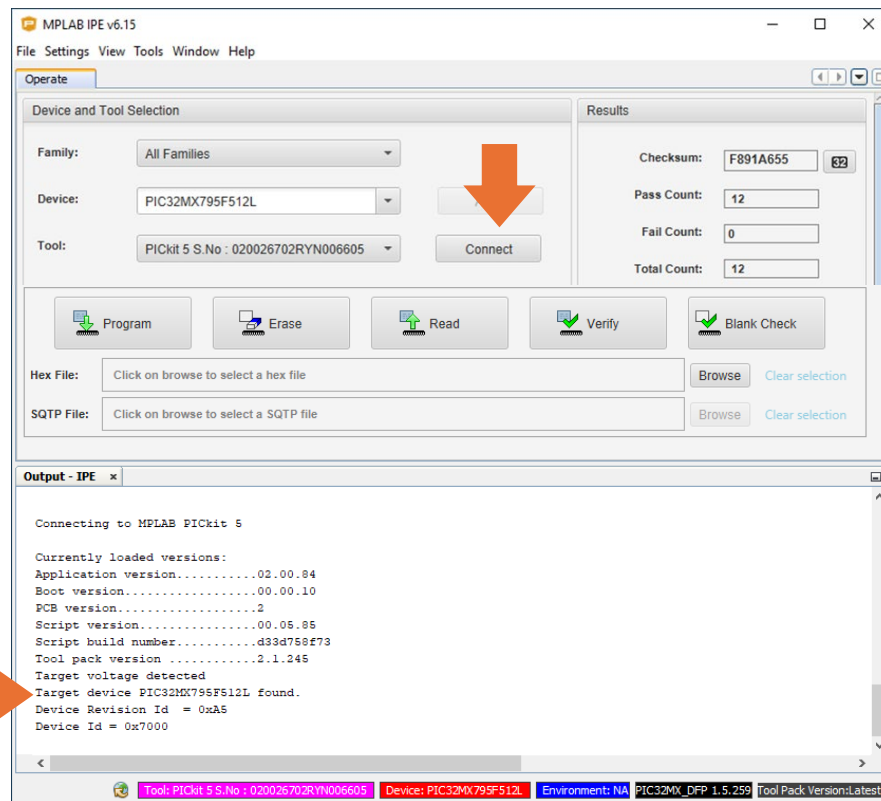 MPLAB IPE v6.15
File Settings View Tools Window Help
Operate
Device and Tool Selection
Results
Family:
All Families
Checksum:
F891A655
32
Device:
PIC32MX795F512L
Pass Count:
12
Fail Count:
0
Tool:
PICkit 5 S.No : 020026702RYN006605
Connect
Total Count:
12
Program
Erase
Read
Verify
Blank Check
Hex File:
Click on browse to select a hex file
Browse
Clear selection
SQTP File:
Click on browse to select a SQTP file
Browse
Clear selection
Output - IPE x
Connecting to MPLAB PICkit 5
Currently loaded versions:
Application version...........02.00.84
Boot version..................00.00.10
PCB version...................2
Script version................00.05.85
Script build number...........d33d758f73
Tool pack version ............2.1.245
Target voltage detected
Target device PIC32MX795F512L found.
Device Revision Id  = 0xA5
Device Id = 0x7000
Tool: PICkit 5 S.No : 020026702RYN006605
Device: PIC32MX795F512L
Environment: NA
PIC32MX_DFP 1.5.259
Tool Pack Version:Latest